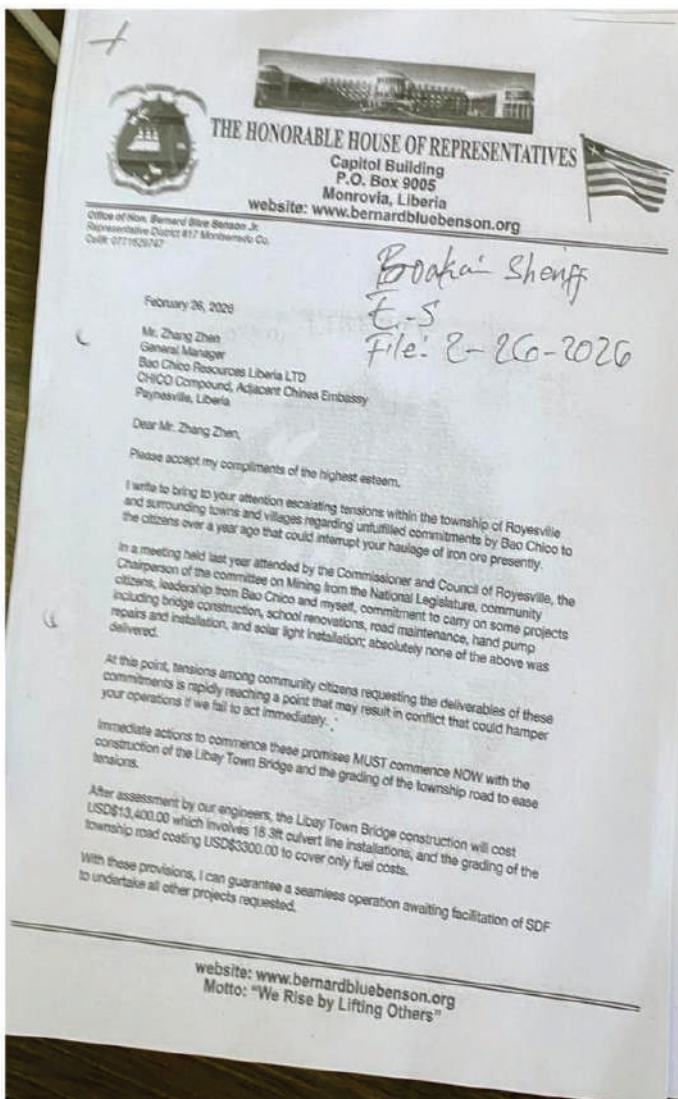 THE HONORABLE HOUSE OF REPRESENTATIVES
Capitol Building
P.O. Box 9005
Monrovia, Liberia
website: www.bernardbluebenson.org
Office of Hon. Bernard Blue Benson Jr.
Representative District #17 Montserrado Co.
Cell#: 0771629747
Boakai Sheriff
E.-S
File: 2-26-2026
February 26, 2026
Mr. Zhang Zhen
General Manager
Bao Chico Resources Liberia LTD
CHICO Compound, Adjacent Chines Embassy
Paynesville, Liberia
Dear Mr. Zhang Zhen,
Please accept my compliments of the highest esteem.
I write to bring to your attention escalating tensions within the township of Royesville
and surrounding towns and villages regarding unfulfilled commitments by Bao Chico to
the citizens over a year ago that could interrupt your haulage of iron ore presently.
In a meeting held last year attended by the Commissioner and Council of Royesville, the
Chairperson of the committee on Mining from the National Legislature, community
citizens, leadership from Bao Chico and myself, commitment to carry on some projects
including bridge construction, school renovations, road maintenance, hand pump
repairs and installation, and solar light installation; absolutely none of the above was
delivered.
At this point, tensions among community citizens requesting the deliverables of these
commitments is rapidly reaching a point that may result in conflict that could hamper
your operations if we fail to act immediately.
Immediate actions to commence these promises MUST commence NOW with the
construction of the Libay Town Bridge and the grading of the township road to ease
tensions.
After assessment by our engineers, the Libay Town Bridge construction will cost
USD$13,400.00 which involves 18 3ft culvert line installations, and the grading of the
township road costing USD$3300.00 to cover only fuel costs.
With these provisions, I can guarantee a seamless operation awaiting facilitation of SDF
to undertake all other projects requested.
website: www.bernardbluebenson.org
Motto: "We Rise by Lifting Others"